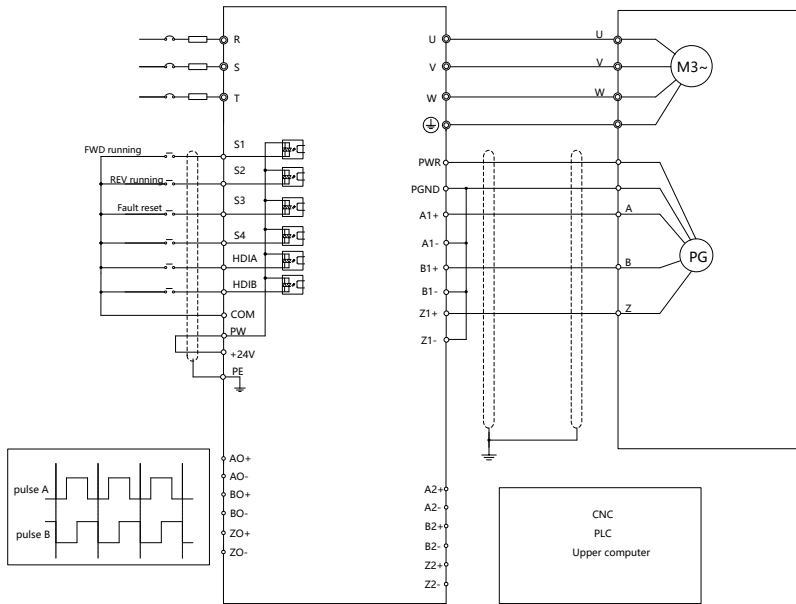 R
S
T
FWD running
REV running
Fault reset
S1
S2
S3
S4
HDIA
HDIB
COM
PW
+24V
PE
AO+
AO-
BO+
BO-
ZO+
ZO-
pulse A
pulse B
U
V
W
PWR
PGND
A1+
A1-
B1+
B1-
Z1+
Z1-
A2+
A2-
B2+
B2-
Z2+
Z2-
U
V
W
M3~
A
B
Z
PG
CNC
PLC
Upper computer